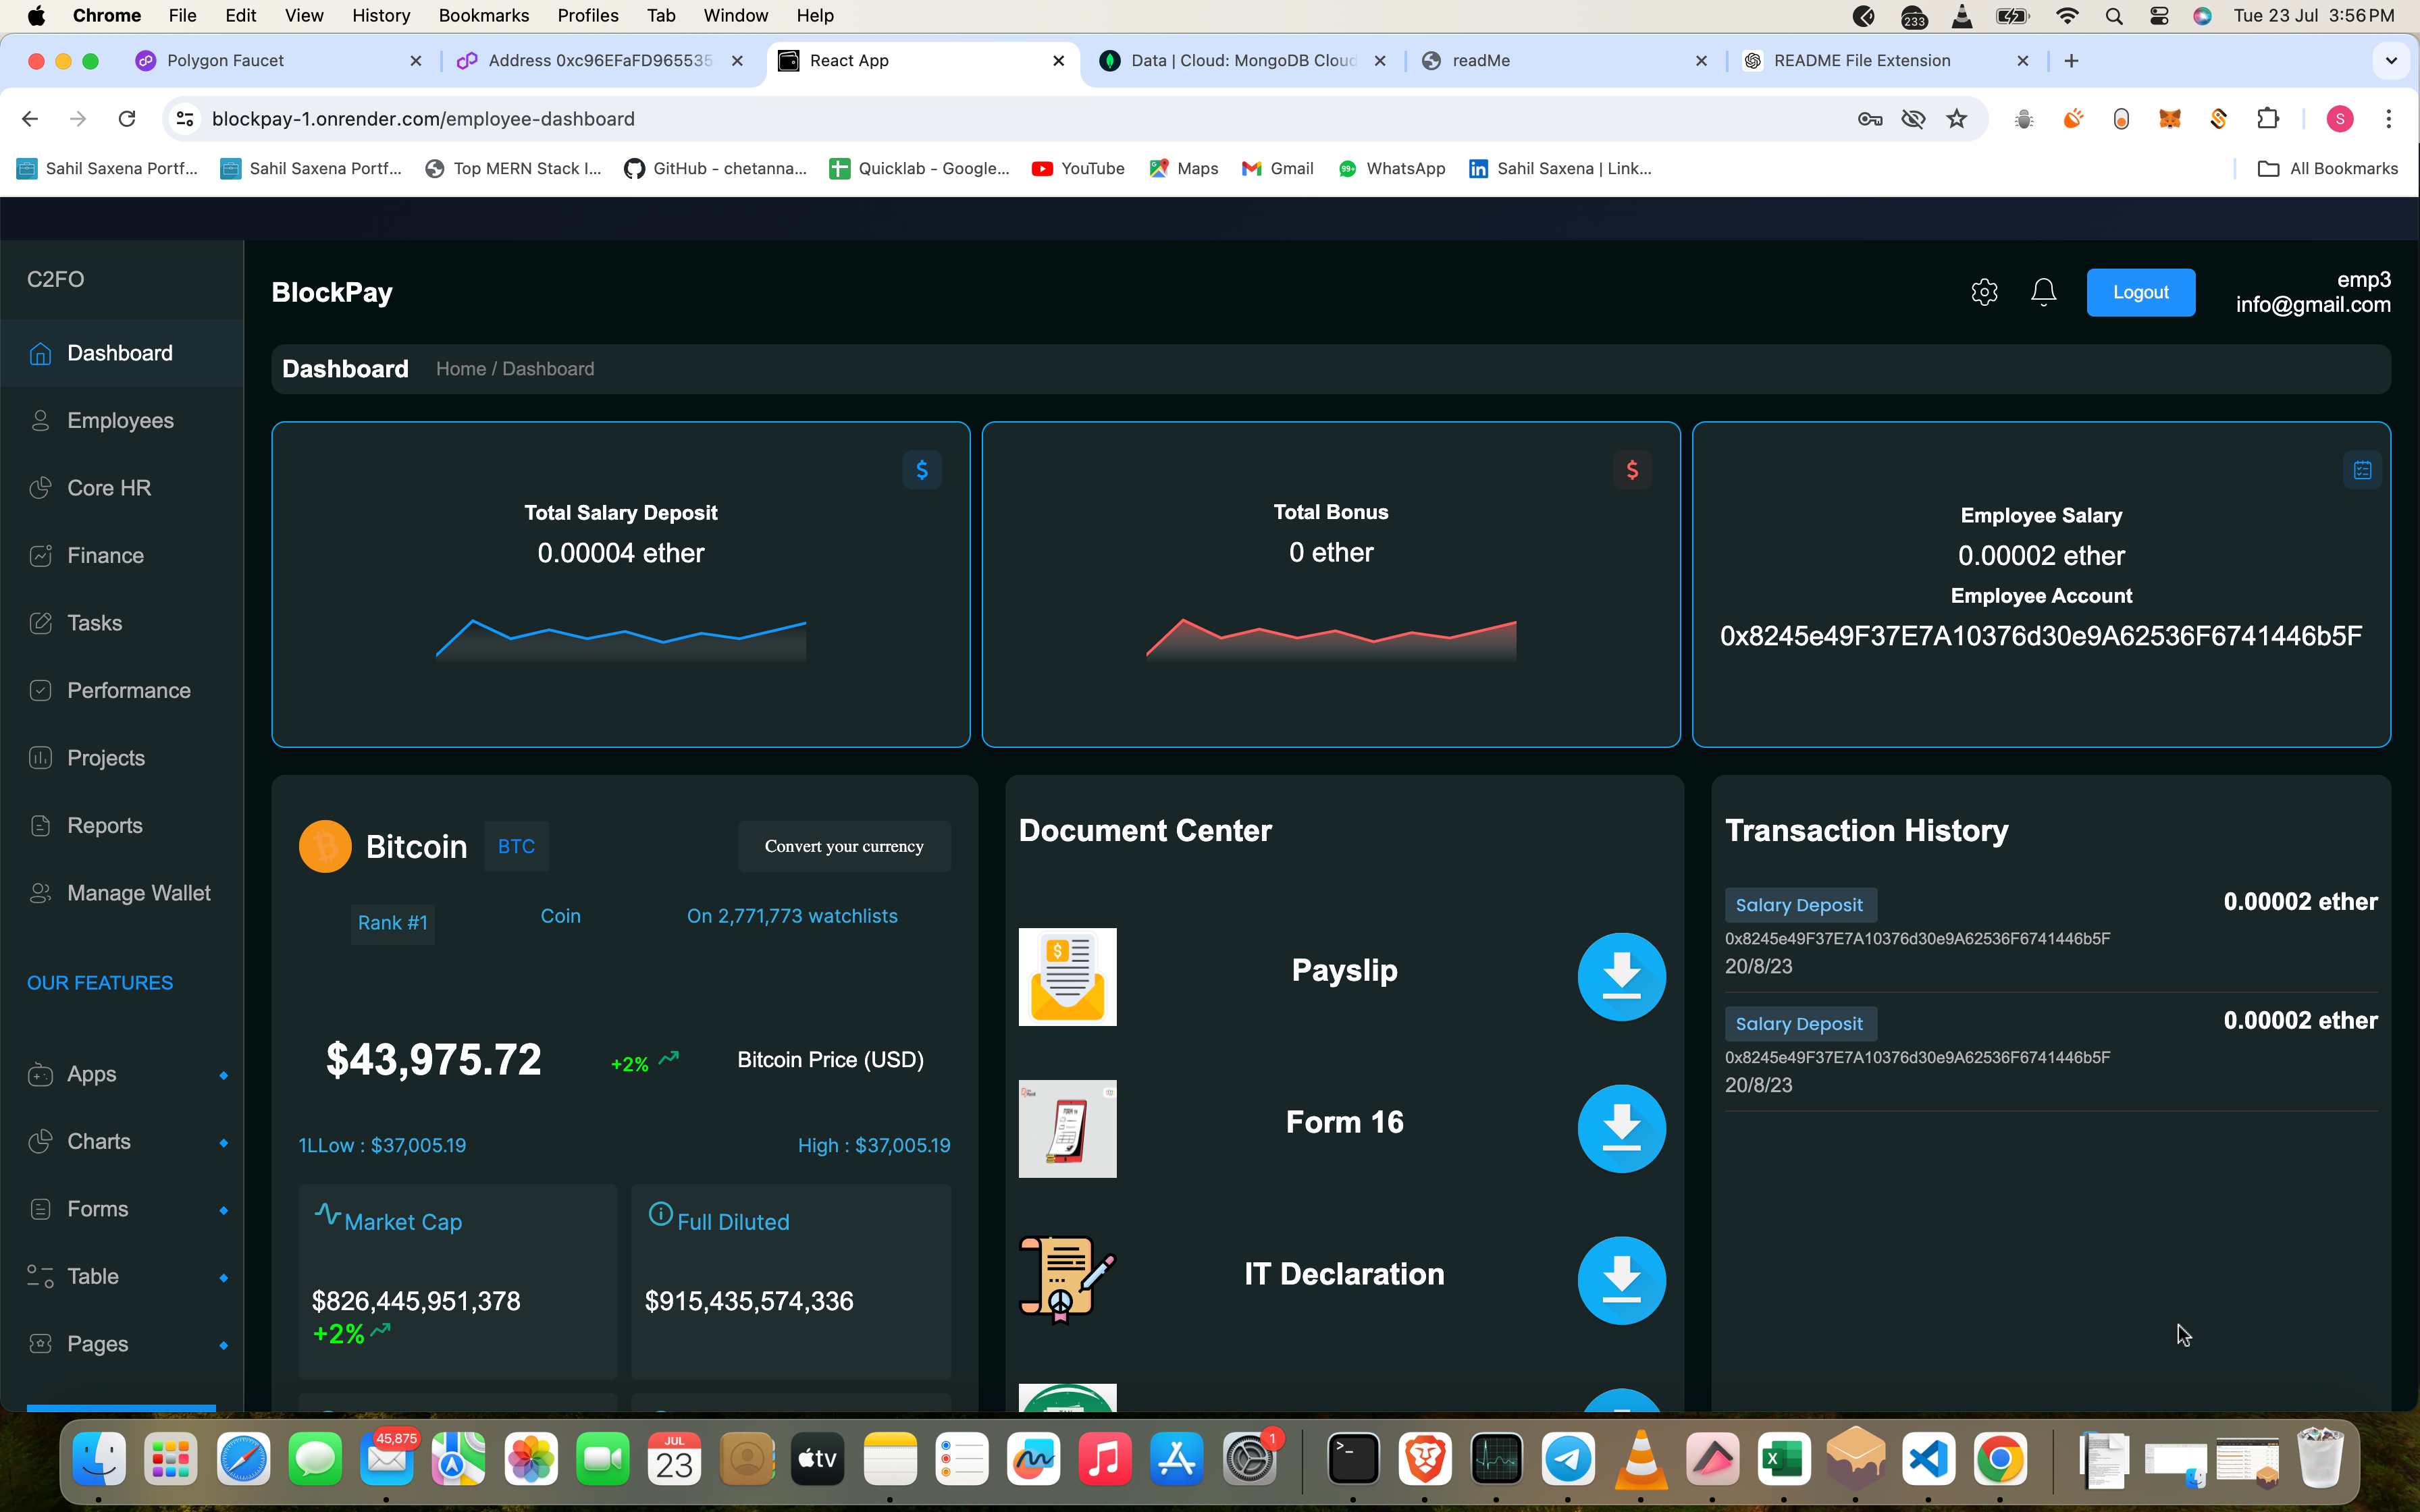 Chrome File Edit View History Bookmarks Profiles Tab Window Help 233 Tue 23 Jul 3:56 PM
Polygon Faucet Address 0xc96EFaFD965535 React App Data | Cloud: MongoDB Cloud readMe README File Extension
blockpay-1.onrender.com/employee-dashboard S
Sahil Saxena Portf... Sahil Saxena Portf... Top MERN Stack I... GitHub - chetanna... Quicklab - Google... YouTube Maps Gmail 99+ WhatsApp Sahil Saxena | Link... All Bookmarks
C2FO
Dashboard
Employees
Core HR
Finance
Tasks
Performance
Projects
Reports
Manage Wallet
OUR FEATURES
Apps
Charts
Forms
Table
Pages
BlockPay
Logout
emp3
info@gmail.com
Dashboard Home / Dashboard
$
Total Salary Deposit
0.00004 ether
$
Total Bonus
0 ether
Employee Salary
0.00002 ether
Employee Account
0x8245e49F37E7A10376d30e9A62536F6741446b5F
Bitcoin BTC Convert your currency
Rank #1 Coin On 2,771,773 watchlists
$43,975.72 +2% Bitcoin Price (USD)
1LLow : $37,005.19 High : $37,005.19
Market Cap
$826,445,951,378
+2%
Full Diluted
$915,435,574,336
Document Center
Payslip
Form 16
IT Declaration
Transaction History
Salary Deposit 0.00002 ether
0x8245e49F37E7A10376d30e9A62536F6741446b5F
20/8/23
Salary Deposit 0.00002 ether
0x8245e49F37E7A10376d30e9A62536F6741446b5F
20/8/23
45,875 JUL 23 tv 1